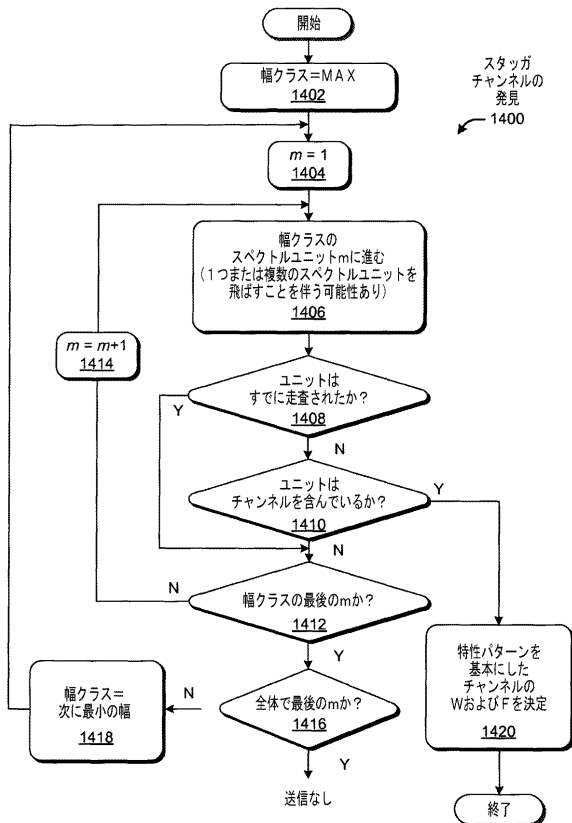 開始
幅クラス=MAX
1402
スタッガ
チャンネルの
発見
1400
m = 1
1404
幅クラスの
スペクトルユニットmに進む
(1つまたは複数のスペクトルユニットを
飛ばすことを伴う可能性あり)
1406
m = m+1
1414
ユニットは
すでに走査されたか?
1408
Y
N
ユニットは
チャンネルを含んでいるか?
1410
Y
N
幅クラスの最後のmか?
1412
N
Y
特性パターンを
基本にした
チャンネルの
WおよびFを決定
1420
幅クラス=
次に最小の幅
1418
N
全体で最後のmか?
1416
Y
送信なし
終了